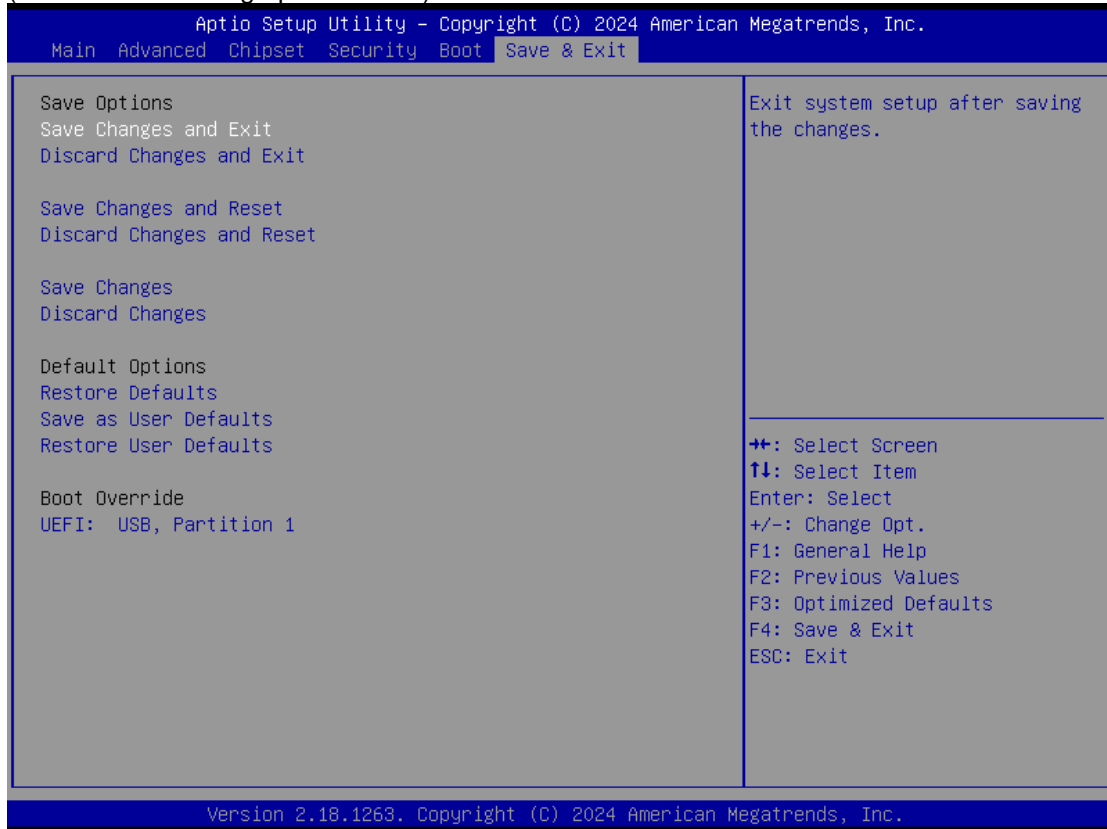 Aptio Setup Utility – Copyright (C) 2024 American Megatrends, Inc.
Main Advanced Chipset Security Boot Save & Exit
Save Options
Save Changes and Exit
Discard Changes and Exit
Save Changes and Reset
Discard Changes and Reset
Save Changes
Discard Changes
Default Options
Restore Defaults
Save as User Defaults
Restore User Defaults
Boot Override
UEFI: USB, Partition 1
Exit system setup after saving
the changes.
→←: Select Screen
↑↓: Select Item
Enter: Select
+/-: Change Opt.
F1: General Help
F2: Previous Values
F3: Optimized Defaults
F4: Save & Exit
ESC: Exit
Version 2.18.1263. Copyright (C) 2024 American Megatrends, Inc.